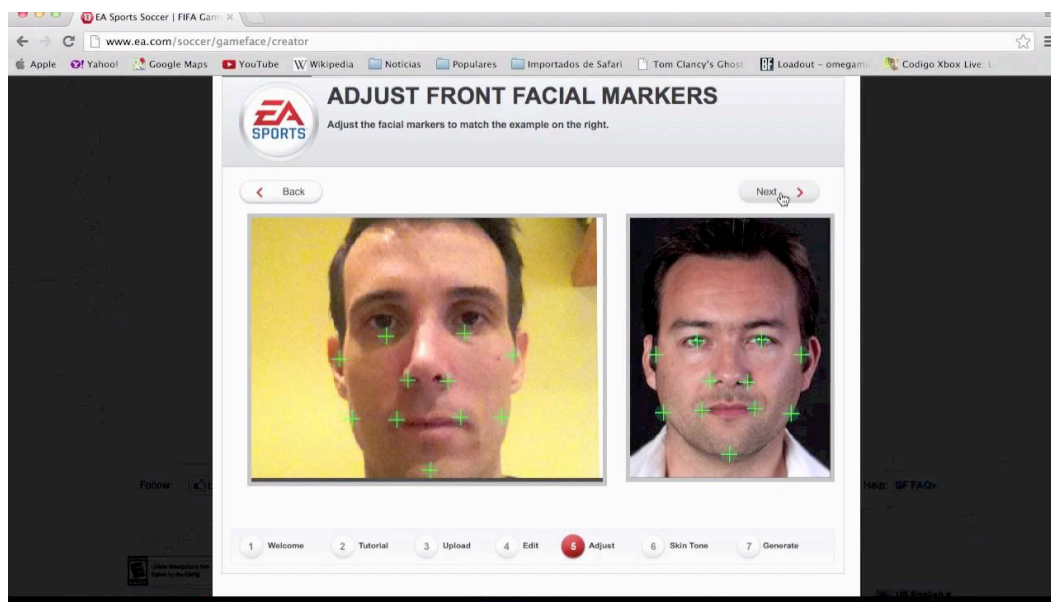 EA Sports Soccer | FIFA Gam
www.ea.com/soccer/gameface/creator
Apple Yahoo! Google Maps YouTube Wikipedia Noticias Populares Importados de Safari Tom Clancy's Ghost Loadout - omegami Codigo Xbox Live: L
ADJUST FRONT FACIAL MARKERS
EA
SPORTS
Adjust the facial markers to match the example on the right.
Back
Next
Follow:
Help: GF FAQs
1 Welcome 2 Tutorial 3 Upload 4 Edit 5 Adjust 6 Skin Tone 7 Generate
US English